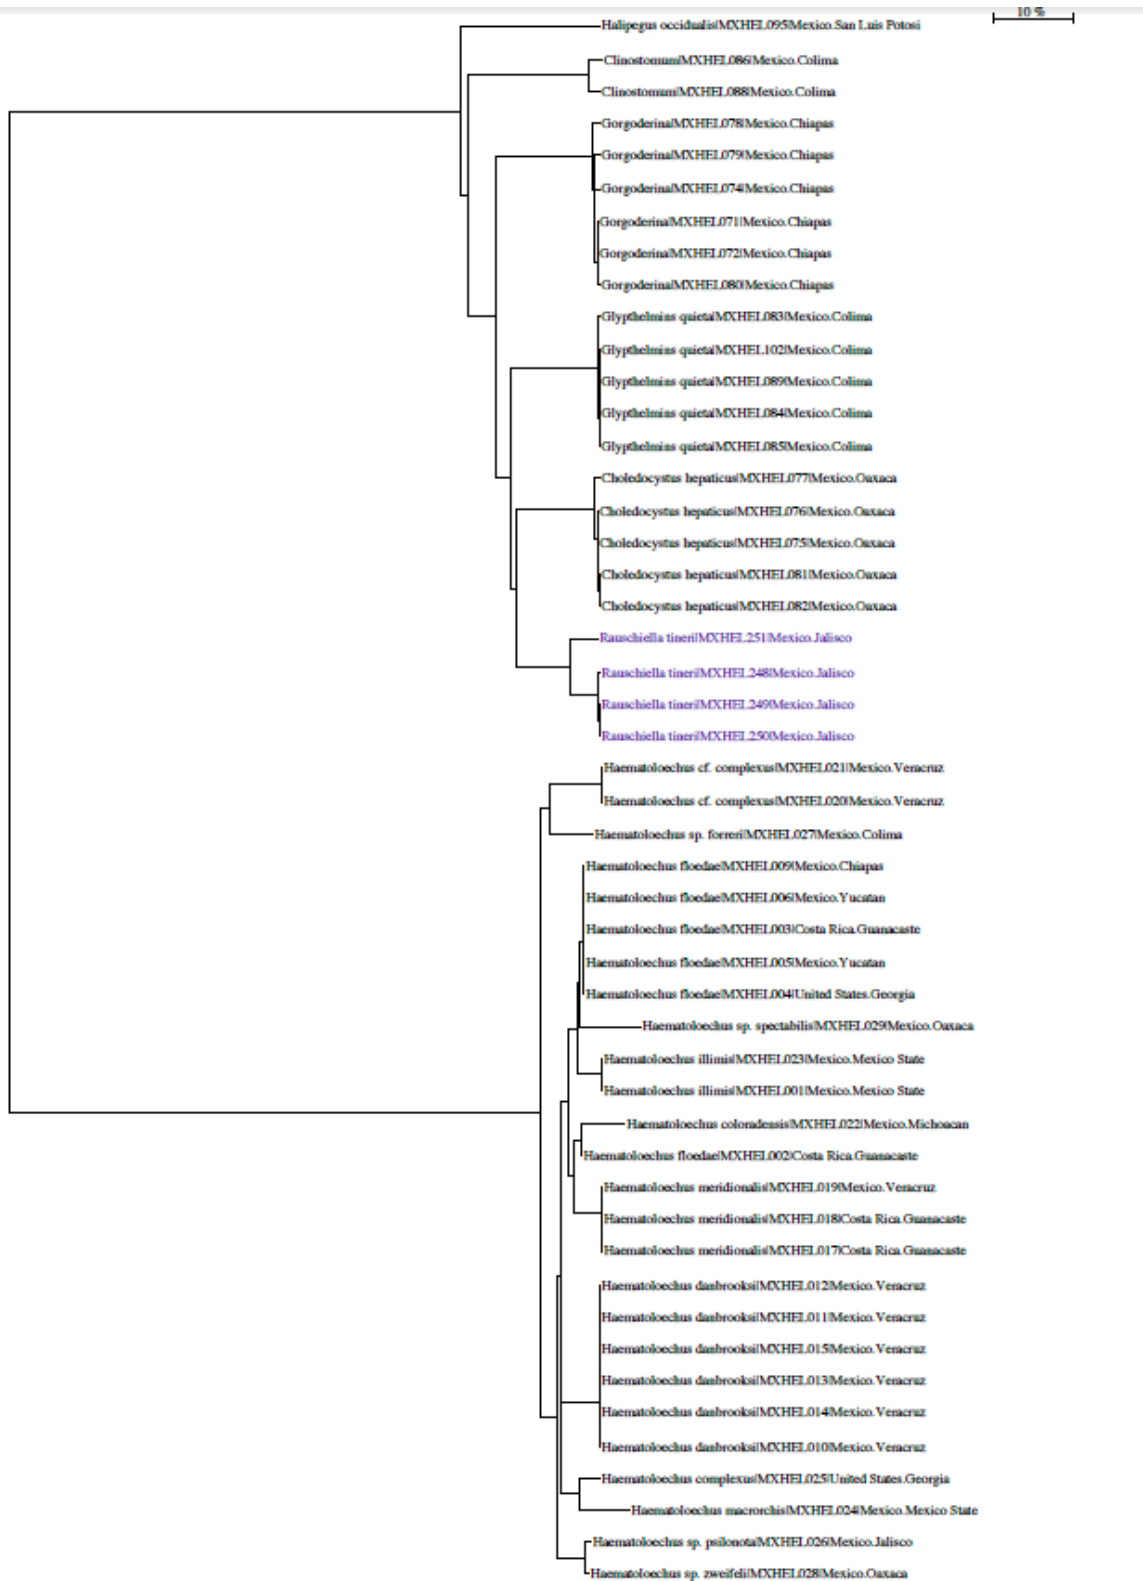 10 %
Halipegus occidualis|MXHEL095|Mexico.San Luis Potosi
Clinostomum|MXHEL086|Mexico.Colima
Clinostomum|MXHEL088|Mexico.Colima
Gorgoderina|MXHEL078|Mexico.Chiapas
Gorgoderina|MXHEL079|Mexico.Chiapas
Gorgoderina|MXHEL074|Mexico.Chiapas
Gorgoderina|MXHEL071|Mexico.Chiapas
Gorgoderina|MXHEL072|Mexico.Chiapas
Gorgoderina|MXHEL080|Mexico.Chiapas
Glypthelmins quieta|MXHEL083|Mexico.Colima
Glypthelmins quieta|MXHEL102|Mexico.Colima
Glypthelmins quieta|MXHEL089|Mexico.Colima
Glypthelmins quieta|MXHEL084|Mexico.Colima
Glypthelmins quieta|MXHEL085|Mexico.Colima
Choledocystus hepaticus|MXHEL077|Mexico.Oaxaca
Choledocystus hepaticus|MXHEL076|Mexico.Oaxaca
Choledocystus hepaticus|MXHEL075|Mexico.Oaxaca
Choledocystus hepaticus|MXHEL081|Mexico.Oaxaca
Choledocystus hepaticus|MXHEL082|Mexico.Oaxaca
Rauschiella tineri|MXHEL251|Mexico.Jalisco
Rauschiella tineri|MXHEL248|Mexico.Jalisco
Rauschiella tineri|MXHEL249|Mexico.Jalisco
Rauschiella tineri|MXHEL250|Mexico.Jalisco
Haematoloechus cf. complexus|MXHEL021|Mexico.Veracruz
Haematoloechus cf. complexus|MXHEL020|Mexico.Veracruz
Haematoloechus sp. forreri|MXHEL027|Mexico.Colima
Haematoloechus floedae|MXHEL009|Mexico.Chiapas
Haematoloechus floedae|MXHEL006|Mexico.Yucatan
Haematoloechus floedae|MXHEL003|Costa Rica.Guanacaste
Haematoloechus floedae|MXHEL005|Mexico.Yucatan
Haematoloechus floedae|MXHEL004|United States.Georgia
Haematoloechus sp. spectabilis|MXHEL029|Mexico.Oaxaca
Haematoloechus illimis|MXHEL023|Mexico.Mexico State
Haematoloechus illimis|MXHEL001|Mexico.Mexico State
Haematoloechus coloradensis|MXHEL022|Mexico.Michoacan
Haematoloechus floedae|MXHEL002|Costa Rica.Guanacaste
Haematoloechus meridionalis|MXHEL019|Mexico.Veracruz
Haematoloechus meridionalis|MXHEL018|Costa Rica.Guanacaste
Haematoloechus meridionalis|MXHEL017|Costa Rica.Guanacaste
Haematoloechus danbrooksi|MXHEL012|Mexico.Veracruz
Haematoloechus danbrooksi|MXHEL011|Mexico.Veracruz
Haematoloechus danbrooksi|MXHEL015|Mexico.Veracruz
Haematoloechus danbrooksi|MXHEL013|Mexico.Veracruz
Haematoloechus danbrooksi|MXHEL014|Mexico.Veracruz
Haematoloechus danbrooksi|MXHEL010|Mexico.Veracruz
Haematoloechus complexus|MXHEL025|United States.Georgia
Haematoloechus macrorchis|MXHEL024|Mexico.Mexico State
Haematoloechus sp. psilonota|MXHEL026|Mexico.Jalisco
Haematoloechus sp. zweifeli|MXHEL028|Mexico.Oaxaca